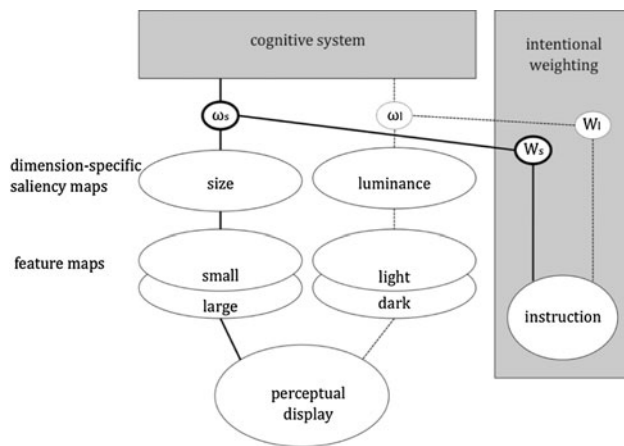 cognitive system
intentional
weighting
ωs
ωl
Wl
Ws
dimension-specific
saliency maps
size
luminance
feature maps
small
light
large
dark
instruction
perceptual
display